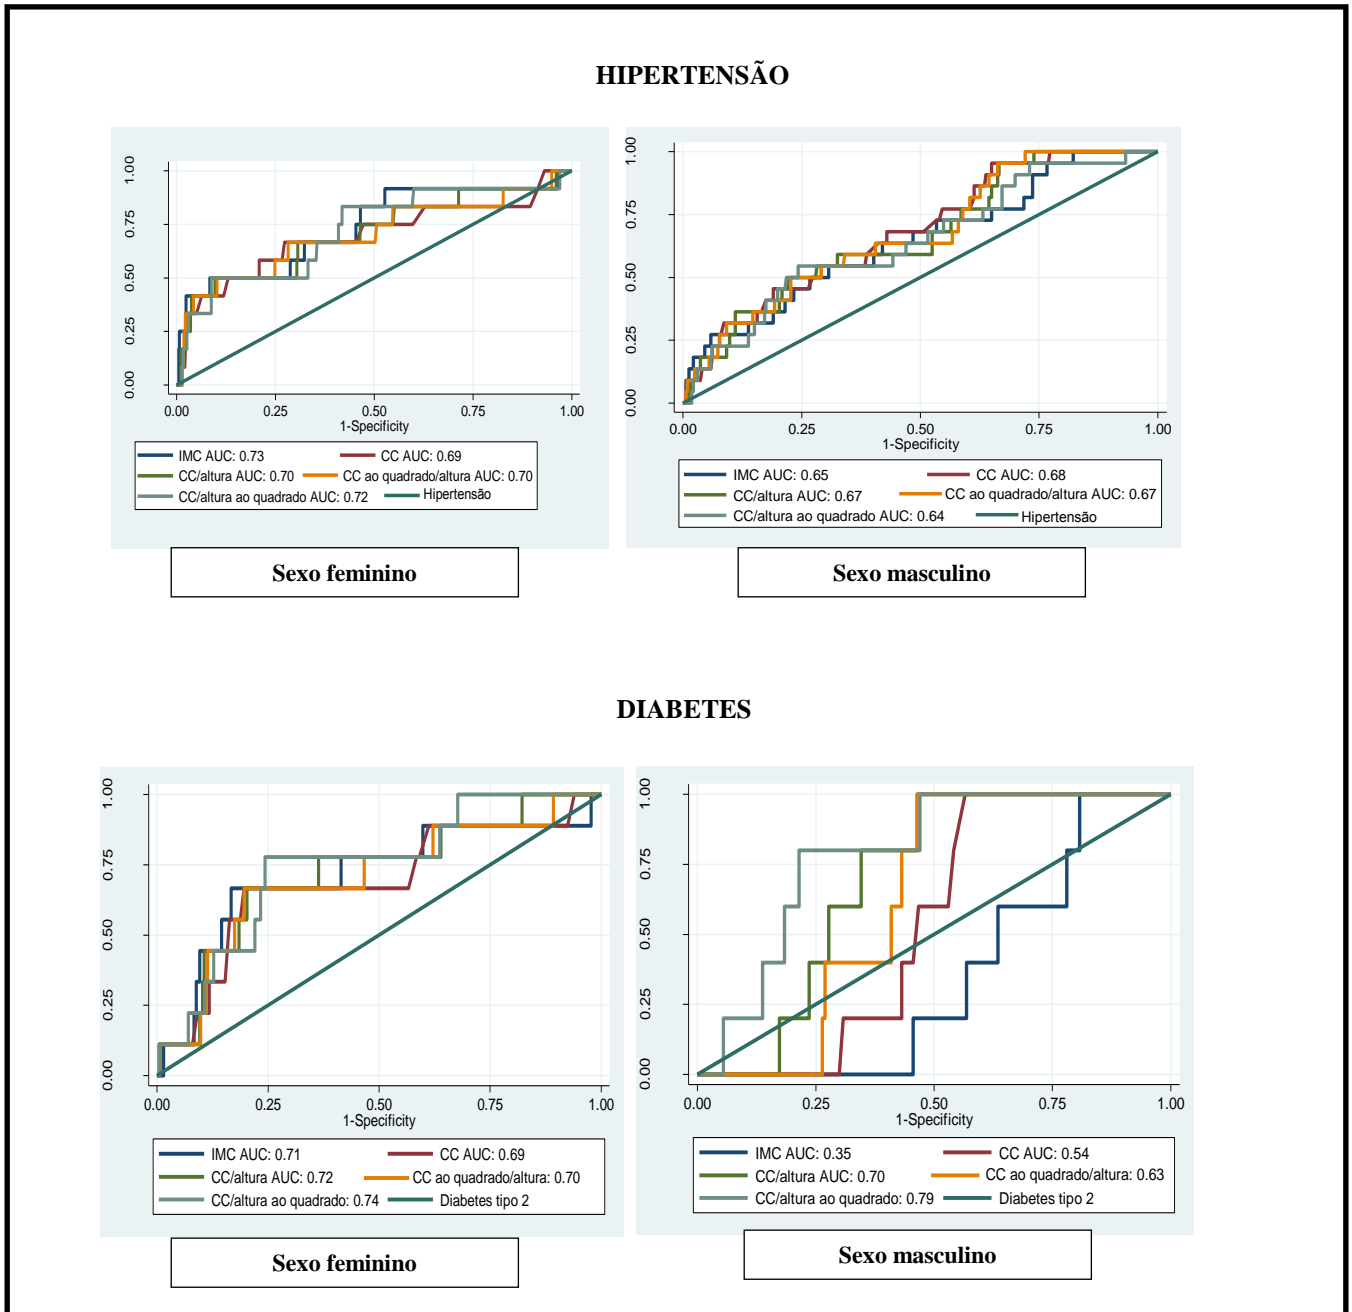 HIPERTENSÃO
1.00
0.75
0.50
0.25
0.00
0.00 0.25 0.50 0.75 1.00
1-Specificity
IMC AUC: 0.73 CC AUC: 0.69
CC/altura AUC: 0.70 CC ao quadrado/altura AUC: 0.70
CC/altura ao quadrado AUC: 0.72 Hipertensão
Sexo feminino
1.00
0.75
0.50
0.25
0.00
0.00 0.25 0.50 0.75 1.00
1-Specificity
IMC AUC: 0.65 CC AUC: 0.68
CC/altura AUC: 0.67 CC ao quadrado/altura AUC: 0.67
CC/altura ao quadrado AUC: 0.64 Hipertensão
Sexo masculino
DIABETES
1.00
0.75
0.50
0.25
0.00
0.00 0.25 0.50 0.75 1.00
1-Specificity
IMC AUC: 0.71 CC AUC: 0.69
CC/altura AUC: 0.72 CC ao quadrado/altura: 0.70
CC/altura ao quadrado: 0.74 Diabetes tipo 2
Sexo feminino
1.00
0.75
0.50
0.25
0.00
0.00 0.25 0.50 0.75 1.00
1-Specificity
IMC AUC: 0.35 CC AUC: 0.54
CC/altura AUC: 0.70 CC ao quadrado/altura: 0.63
CC/altura ao quadrado: 0.79 Diabetes tipo 2
Sexo masculino